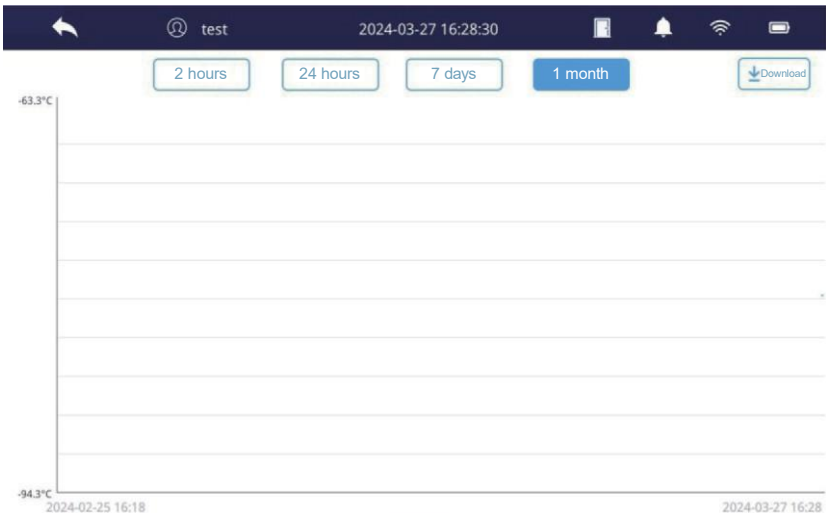 test 2024-03-27 16:28:30
2 hours 24 hours 7 days 1 month Download
-63.3°C
-94.3°C
2024-02-25 16:18 2024-03-27 16:28